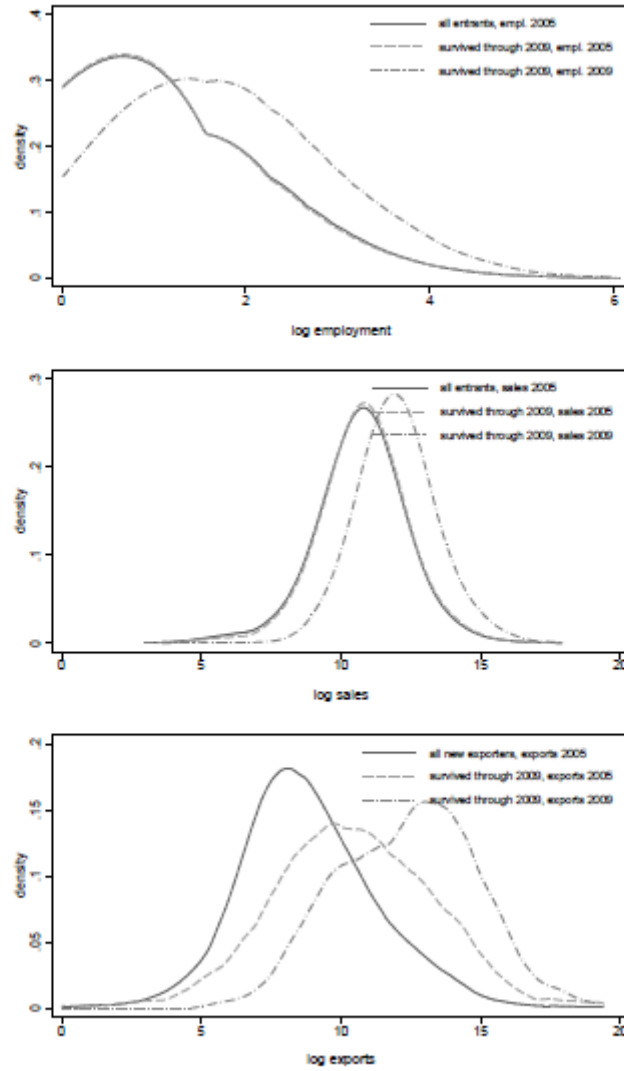 .4
all entrants, empl. 2005
survived through 2009, empl. 2005
survived through 2009, empl. 2009
.3
.2
.1
0
density
0 2 4 6
log employment
.3
all entrants, sales 2005
survived through 2009, sales 2005
survived through 2009, sales 2009
.2
.1
0
density
0 5 10 15 20
log sales
.2
all new exporters, exports 2005
survived through 2009, exports 2005
survived through 2009, exports 2009
.15
.1
.05
0
density
0 5 10 15 20
log exports